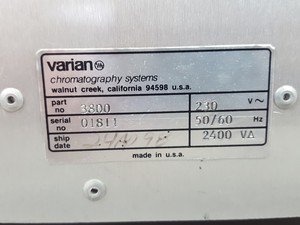 varian
chromatography systems
walnut creek, california 94598 u.s.a.
part no 3800 230 V~
serial no 01811 50/60 Hz
ship date 2400 VA
made in u.s.a.